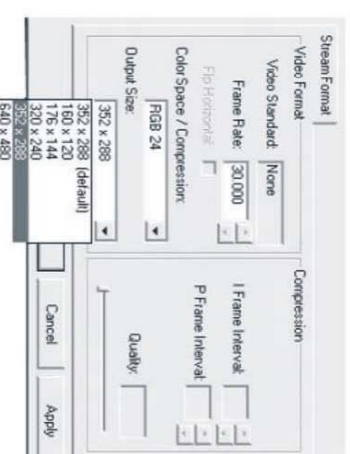 Stream Format
Video Format
Video Standard: None
Frame Rate: 30.000
Flip Horizontal:
Color Space / Compression:
RGB 24
Output Size:
352 x 288
352 x 288 (default)
160 x 120
176 x 144
320 x 240
352 x 288
640 x 480
Compression
I Frame Interval:
P Frame Interval:
Quality:
Cancel
Apply